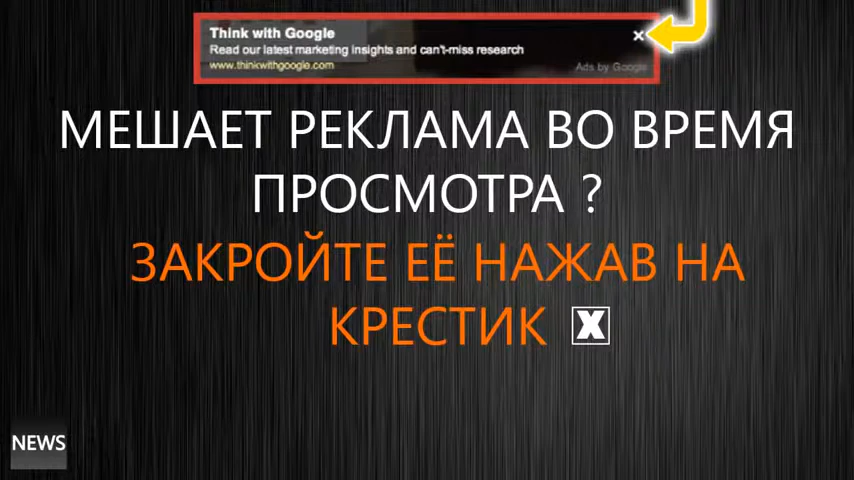 Think with Google
Read our latest marketing insights and can't-miss research
www.thinkwithgoogle.com
Ads by Google
МЕШАЕТ РЕКЛАМА ВО ВРЕМЯ
ПРОСМОТРА ?
ЗАКРОЙТЕ ЕЁ НАЖАВ НА
КРЕСТИК X
NEWS